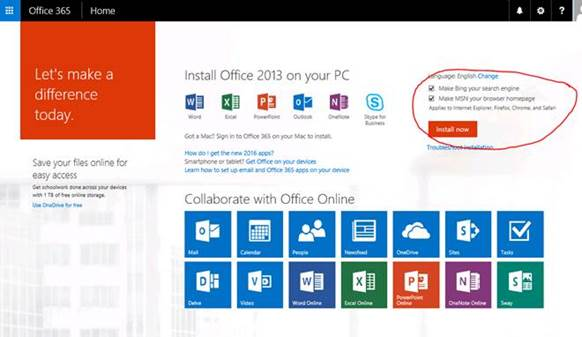 Office 365
Home
?
Let's make a
difference
today.
Save your files online for
easy access
Get schoolwork done across your devices
with 1 TB of free online storage.
Use OneDrive for free
Install Office 2013 on your PC
Word Excel PowerPoint Outlook OneNote Skype for Business
Got a Mac? Sign in to Office 365 on your Mac to install.
How do I get the new 2016 apps?
Smartphone or tablet? Get Office on your devices
Learn how to set up email and Office 365 apps on your device
Language: English Change
Make Bing your search engine
Make MSN your browser homepage
Applies to Internet Explorer, Firefox, Chrome, and Safari
Install now
Troubleshoot installation
Collaborate with Office Online
Mail Calendar People Newsfeed OneDrive Sites Tasks
Delve Video Word Online Excel Online PowerPoint Online OneNote Online Sway